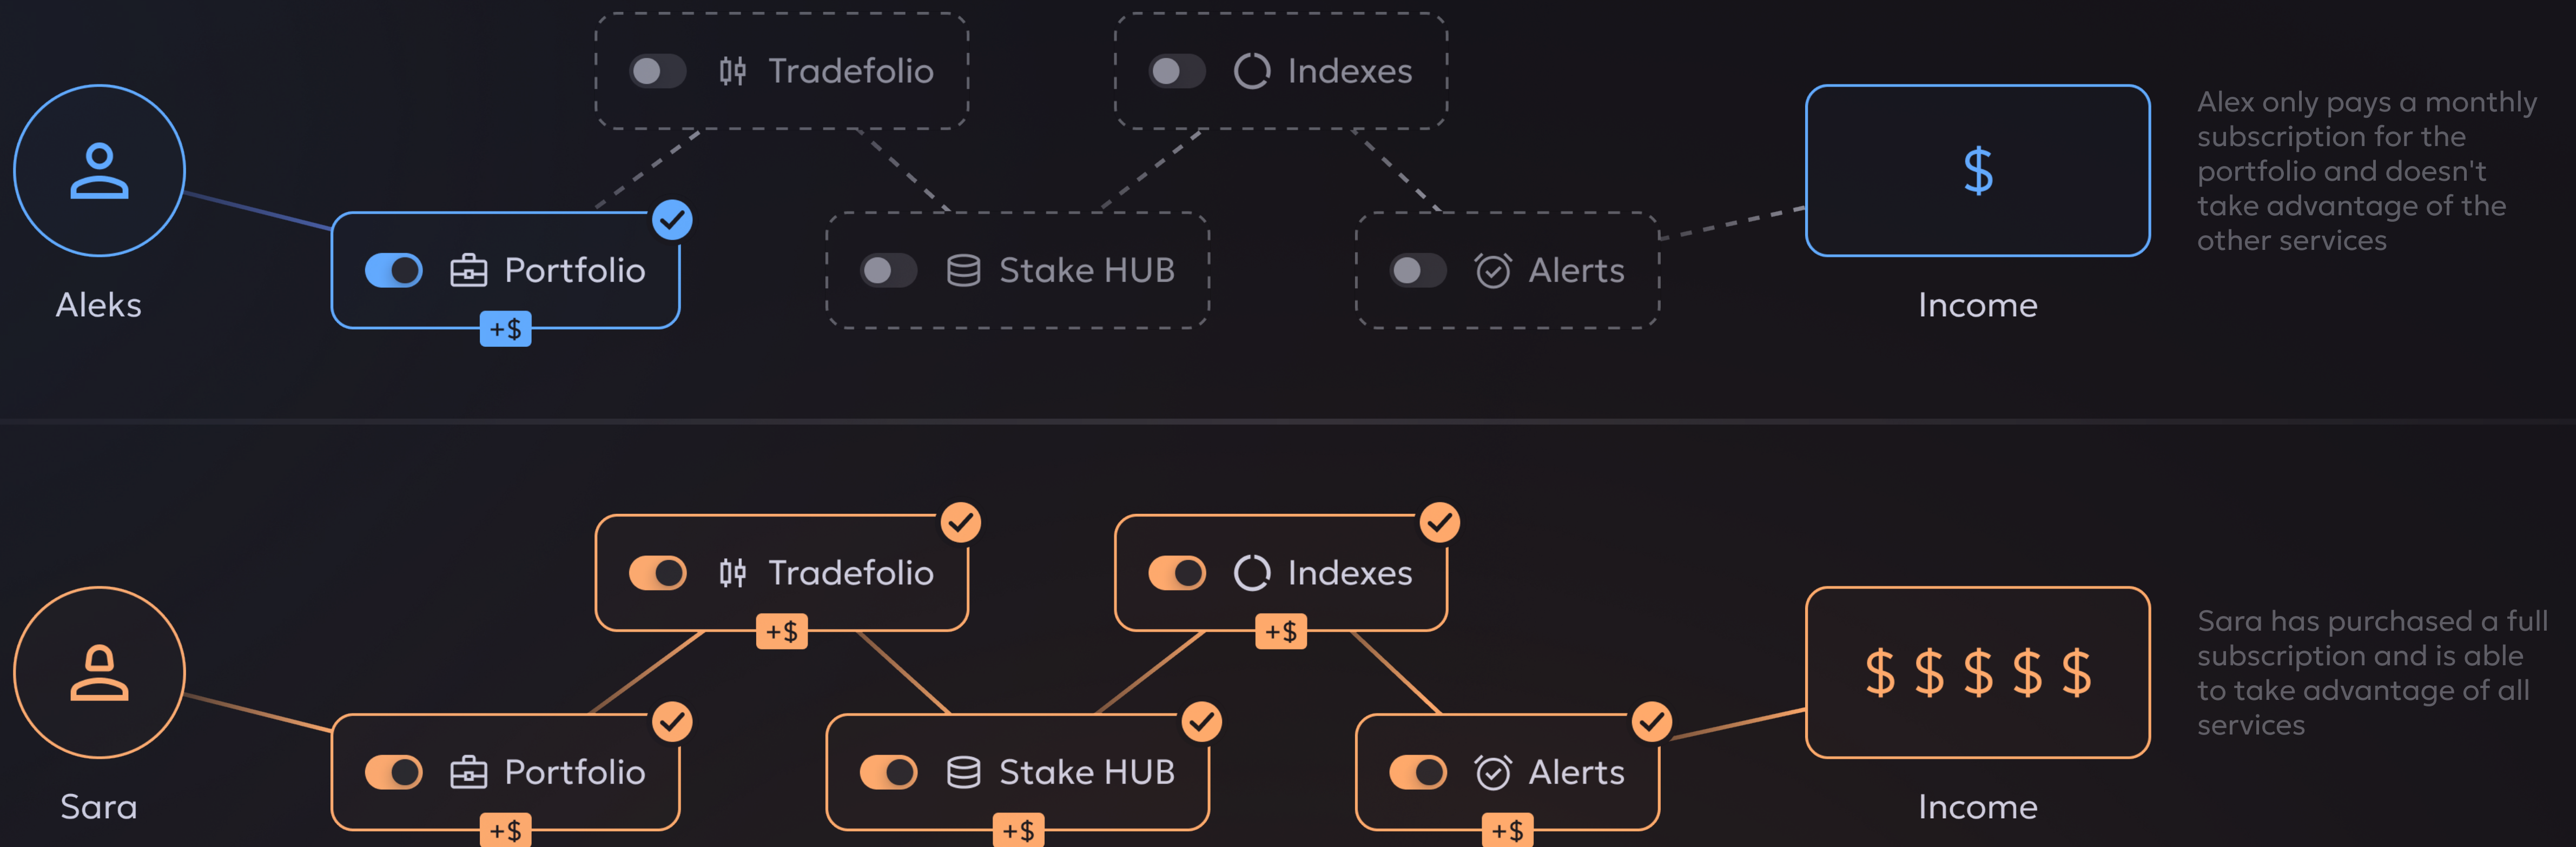 Tradefolio
Indexes
Alex only pays a monthly
subscription for the
portfolio and doesn't
take advantage of the
other services
$
Portfolio
Stake HUB
Alerts
Aleks
Income
+$
Tradefolio
Indexes
+$
+$
Sara has purchased a full
subscription and is able
to take advantage of all
services
$ $ $ $ $
Portfolio
Stake HUB
Alerts
Sara
Income
+$
+$
+$